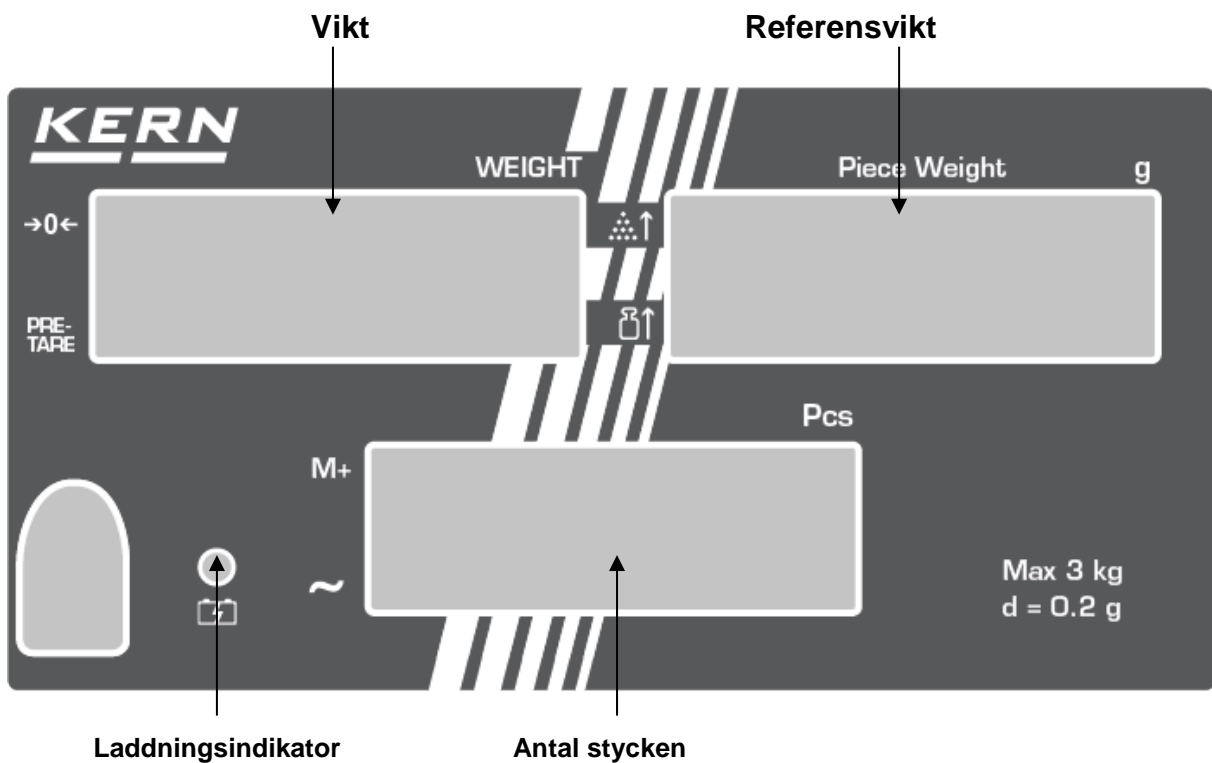 Vikt
Referensvikt
KERN
WEIGHT
Piece Weight g
→0←
PRE-
TARE
Pcs
M+
~
Max 3 kg
d = 0.2 g
Laddningsindikator
Antal stycken